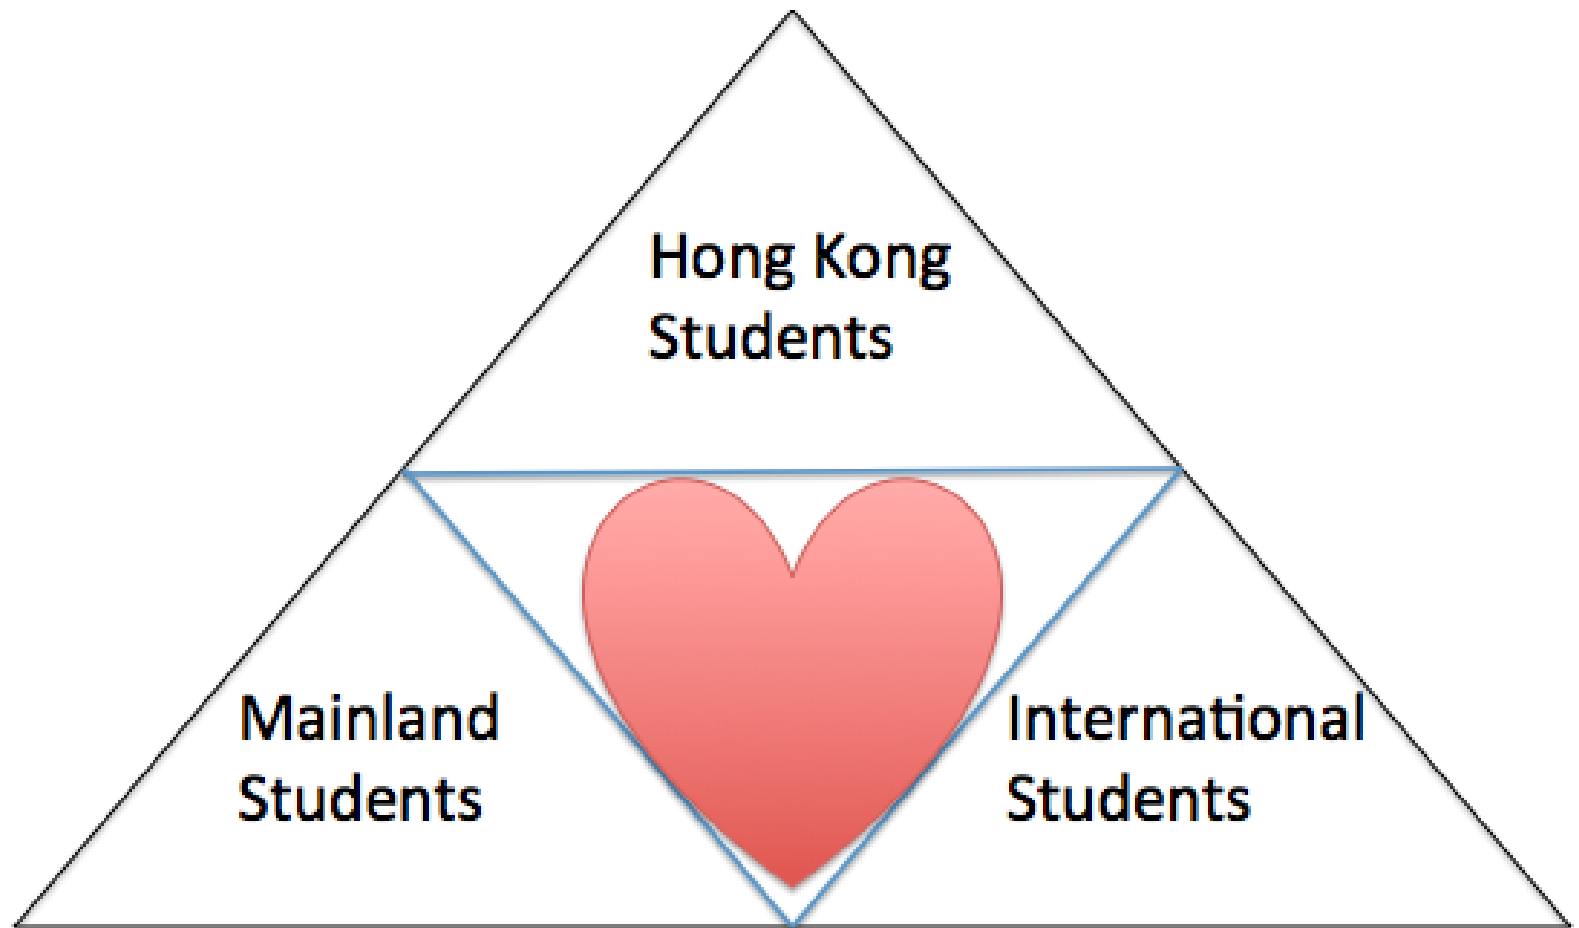 Hong Kong
Students
Mainland
Students
International
Students